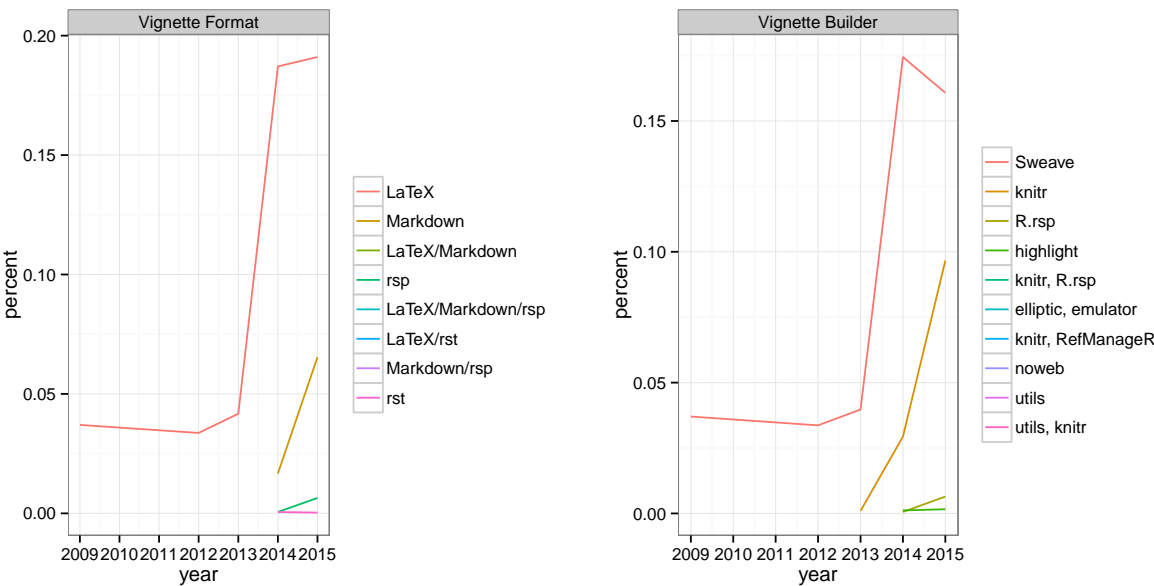 Vignette Format
0.20
0.15
0.10
0.05
0.00
percent
2009 2010 2011 2012 2013 2014 2015
year
LaTeX
Markdown
LaTeX/Markdown
rsp
LaTeX/Markdown/rsp
LaTeX/rst
Markdown/rsp
rst
Vignette Builder
0.15
0.10
0.05
0.00
percent
2009 2010 2011 2012 2013 2014 2015
year
Sweave
knitr
R.rsp
highlight
knitr, R.rsp
elliptic, emulator
knitr, RefManageR
noweb
utils
utils, knitr